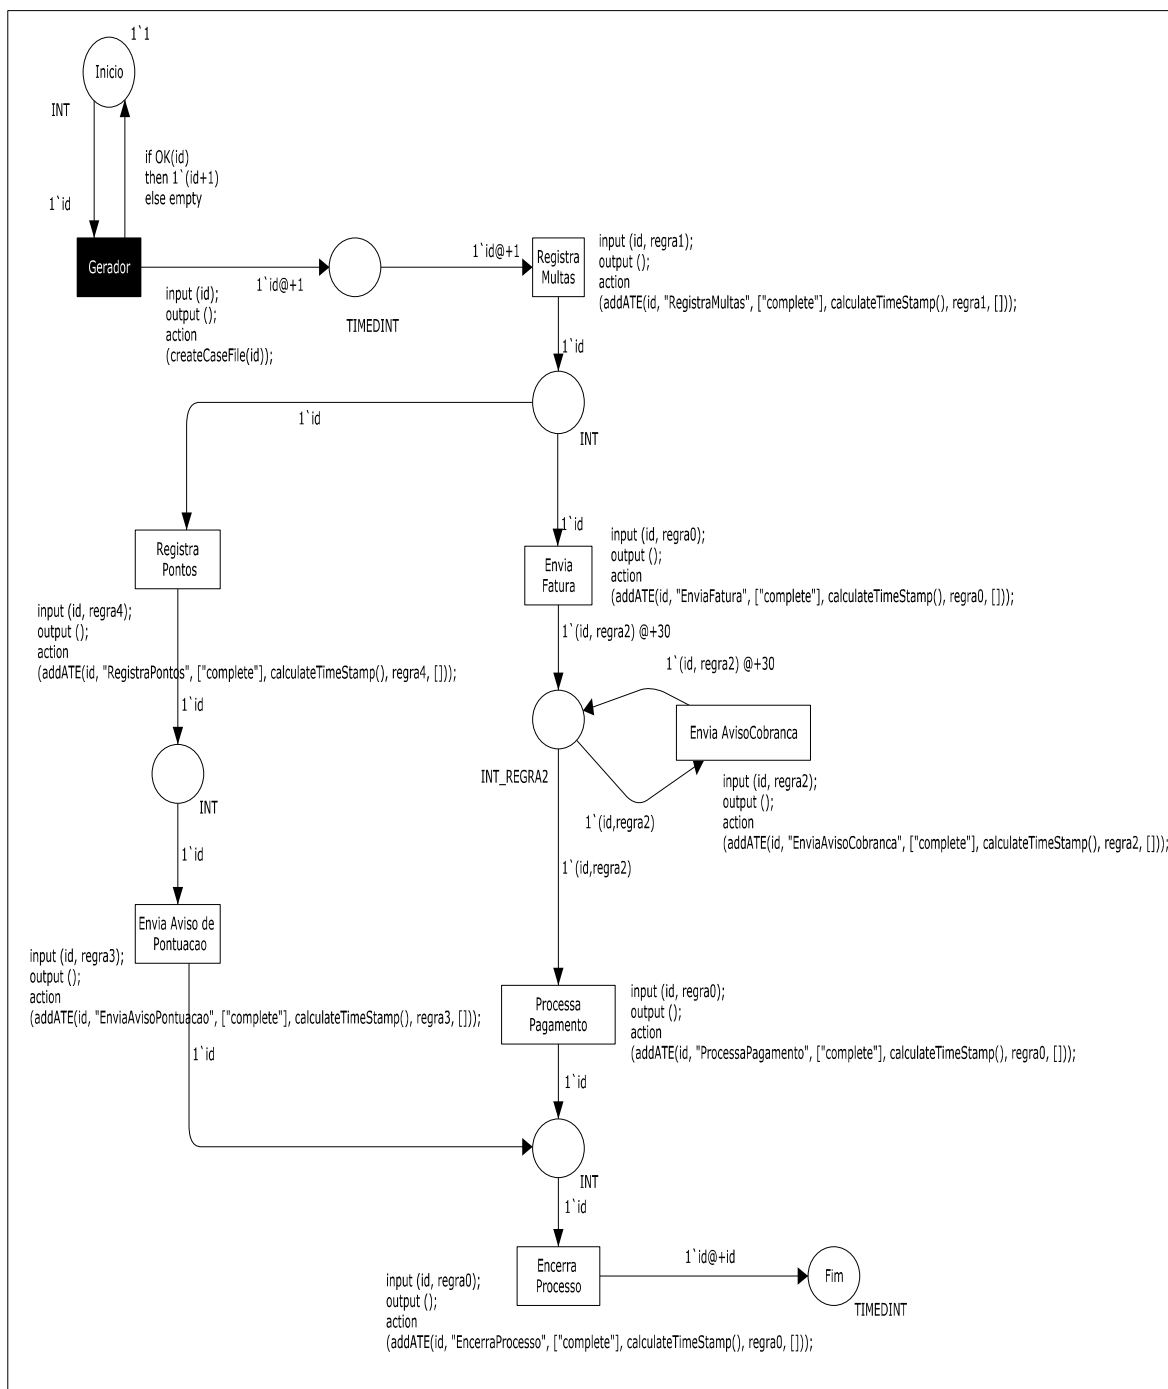 1`1
Inicio
INT
if OK(id)
then 1`(id+1)
else empty
1`id
Gerador
1`id@+1
input (id);
output ();
action
(createCaseFile(id));
TIMEDINT
1`id@+1
Registra
Multas
input (id, regra1);
output ();
action
(addATE(id, "RegistraMultas", ["complete"], calculateTimeStamp(), regra1, []));
1`id
INT
1`id
1`id
Registra
Pontos
input (id, regra4);
output ();
action
(addATE(id, "RegistraPontos", ["complete"], calculateTimeStamp(), regra4, []));
1`id
INT
1`id
Envia
Fatura
input (id, regra0);
output ();
action
(addATE(id, "EnviaFatura", ["complete"], calculateTimeStamp(), regra0, []));
1`(id, regra2) @+30
1`(id, regra2) @+30
Envia AvisoCobranca
INT_REGRA2
input (id, regra2);
output ();
action
(addATE(id, "EnviaAvisoCobranca", ["complete"], calculateTimeStamp(), regra2, []));
1`(id,regra2)
1`(id,regra2)
Envia Aviso de
Pontuacao
input (id, regra3);
output ();
action
(addATE(id, "EnviaAvisoPontuacao", ["complete"], calculateTimeStamp(), regra3, []));
1`id
Processa
Pagamento
input (id, regra0);
output ();
action
(addATE(id, "ProcessaPagamento", ["complete"], calculateTimeStamp(), regra0, []));
1`id
INT
1`id
Encerra
Processo
input (id, regra0);
output ();
action
(addATE(id, "EncerraProcesso", ["complete"], calculateTimeStamp(), regra0, []));
1`id@+id
Fim
TIMEDINT